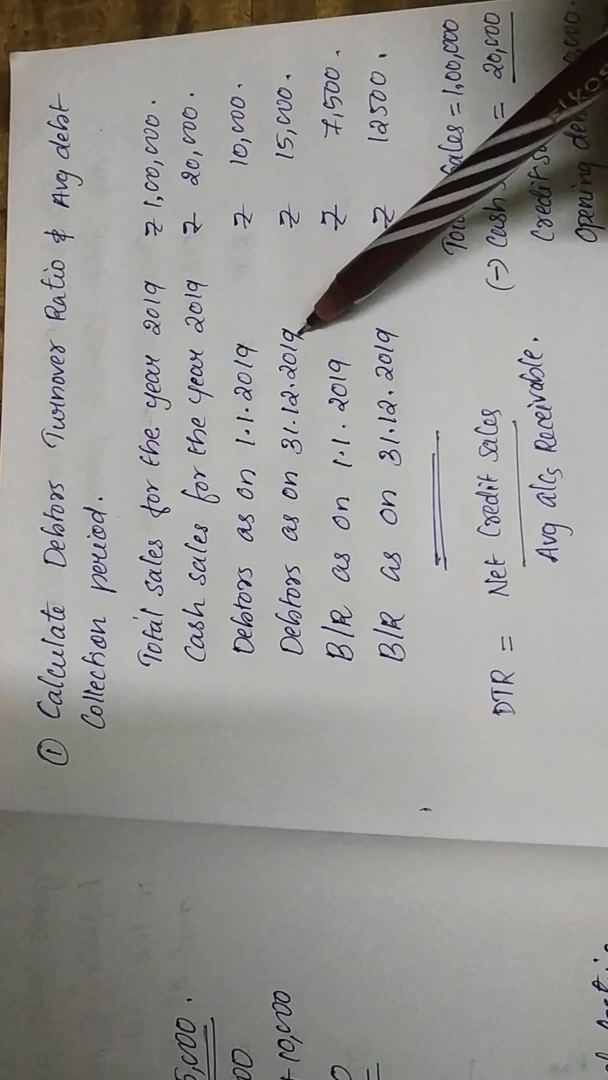 ① Calculate Debtors Turnover Ratio & Avg debt
Collection period.
Total sales for the year 2019 ₹ 1,00,000.
Cash sales for the year 2019 ₹ 20,000.
Debtors as on 1.1.2019 ₹ 10,000.
Debtors as on 31.12.2019 ₹ 15,000.
B/R as on 1.1.2019 ₹ 7,500.
B/R as on 31.12.2019 ₹ 12500.
= 1,00,000
(-) Cash = 20,000
DTR = Net Credit Sales
Avg a/cs Receivable.
Opening
+ 10,000